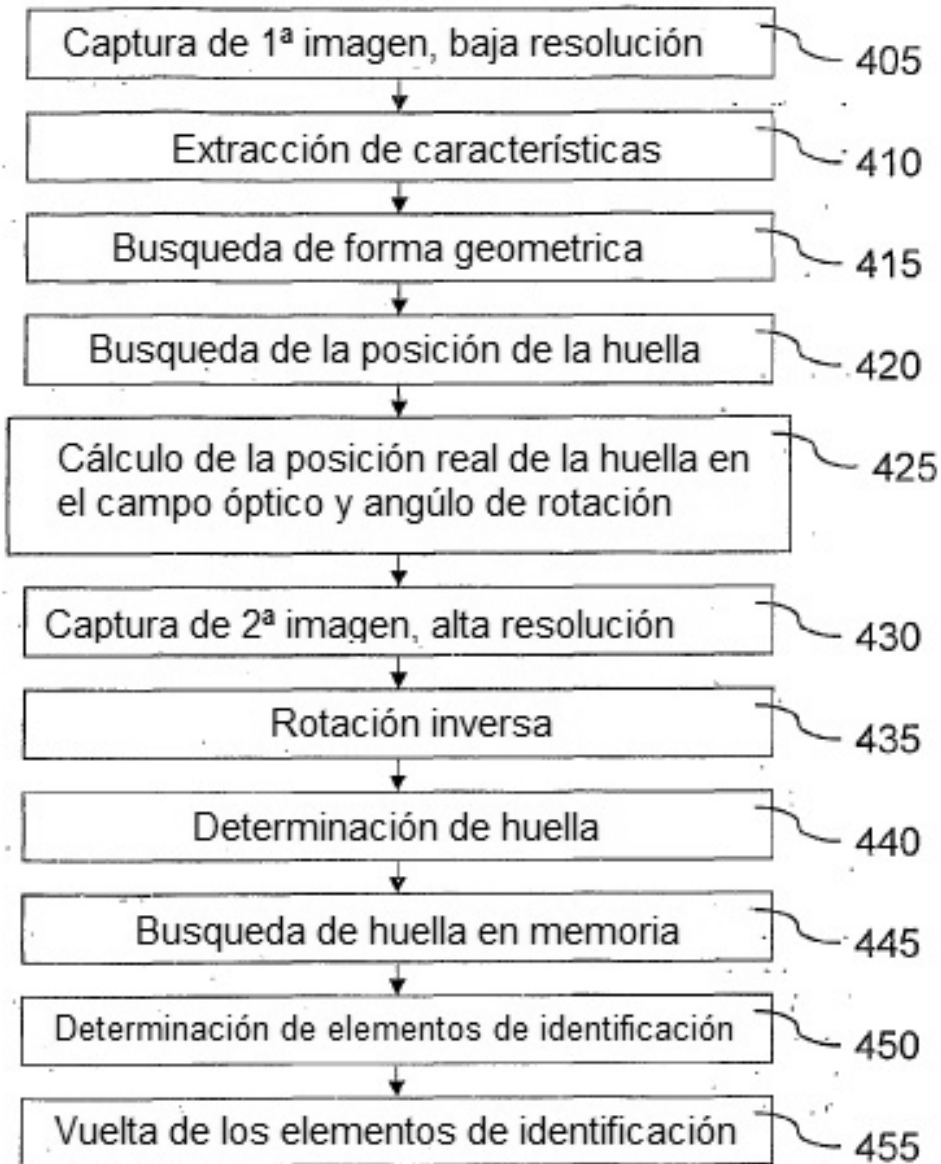 Captura de 1ª imagen, baja resolución
405
Extracción de características
410
Busqueda de forma geometrica
415
Busqueda de la posición de la huella
420
Cálculo de la posición real de la huella en
el campo óptico y angúlo de rotación
425
Captura de 2ª imagen, alta resolución
430
Rotación inversa
435
Determinación de huella
440
Busqueda de huella en memoria
445
Determinación de elementos de identificación
450
Vuelta de los elementos de identificación
455